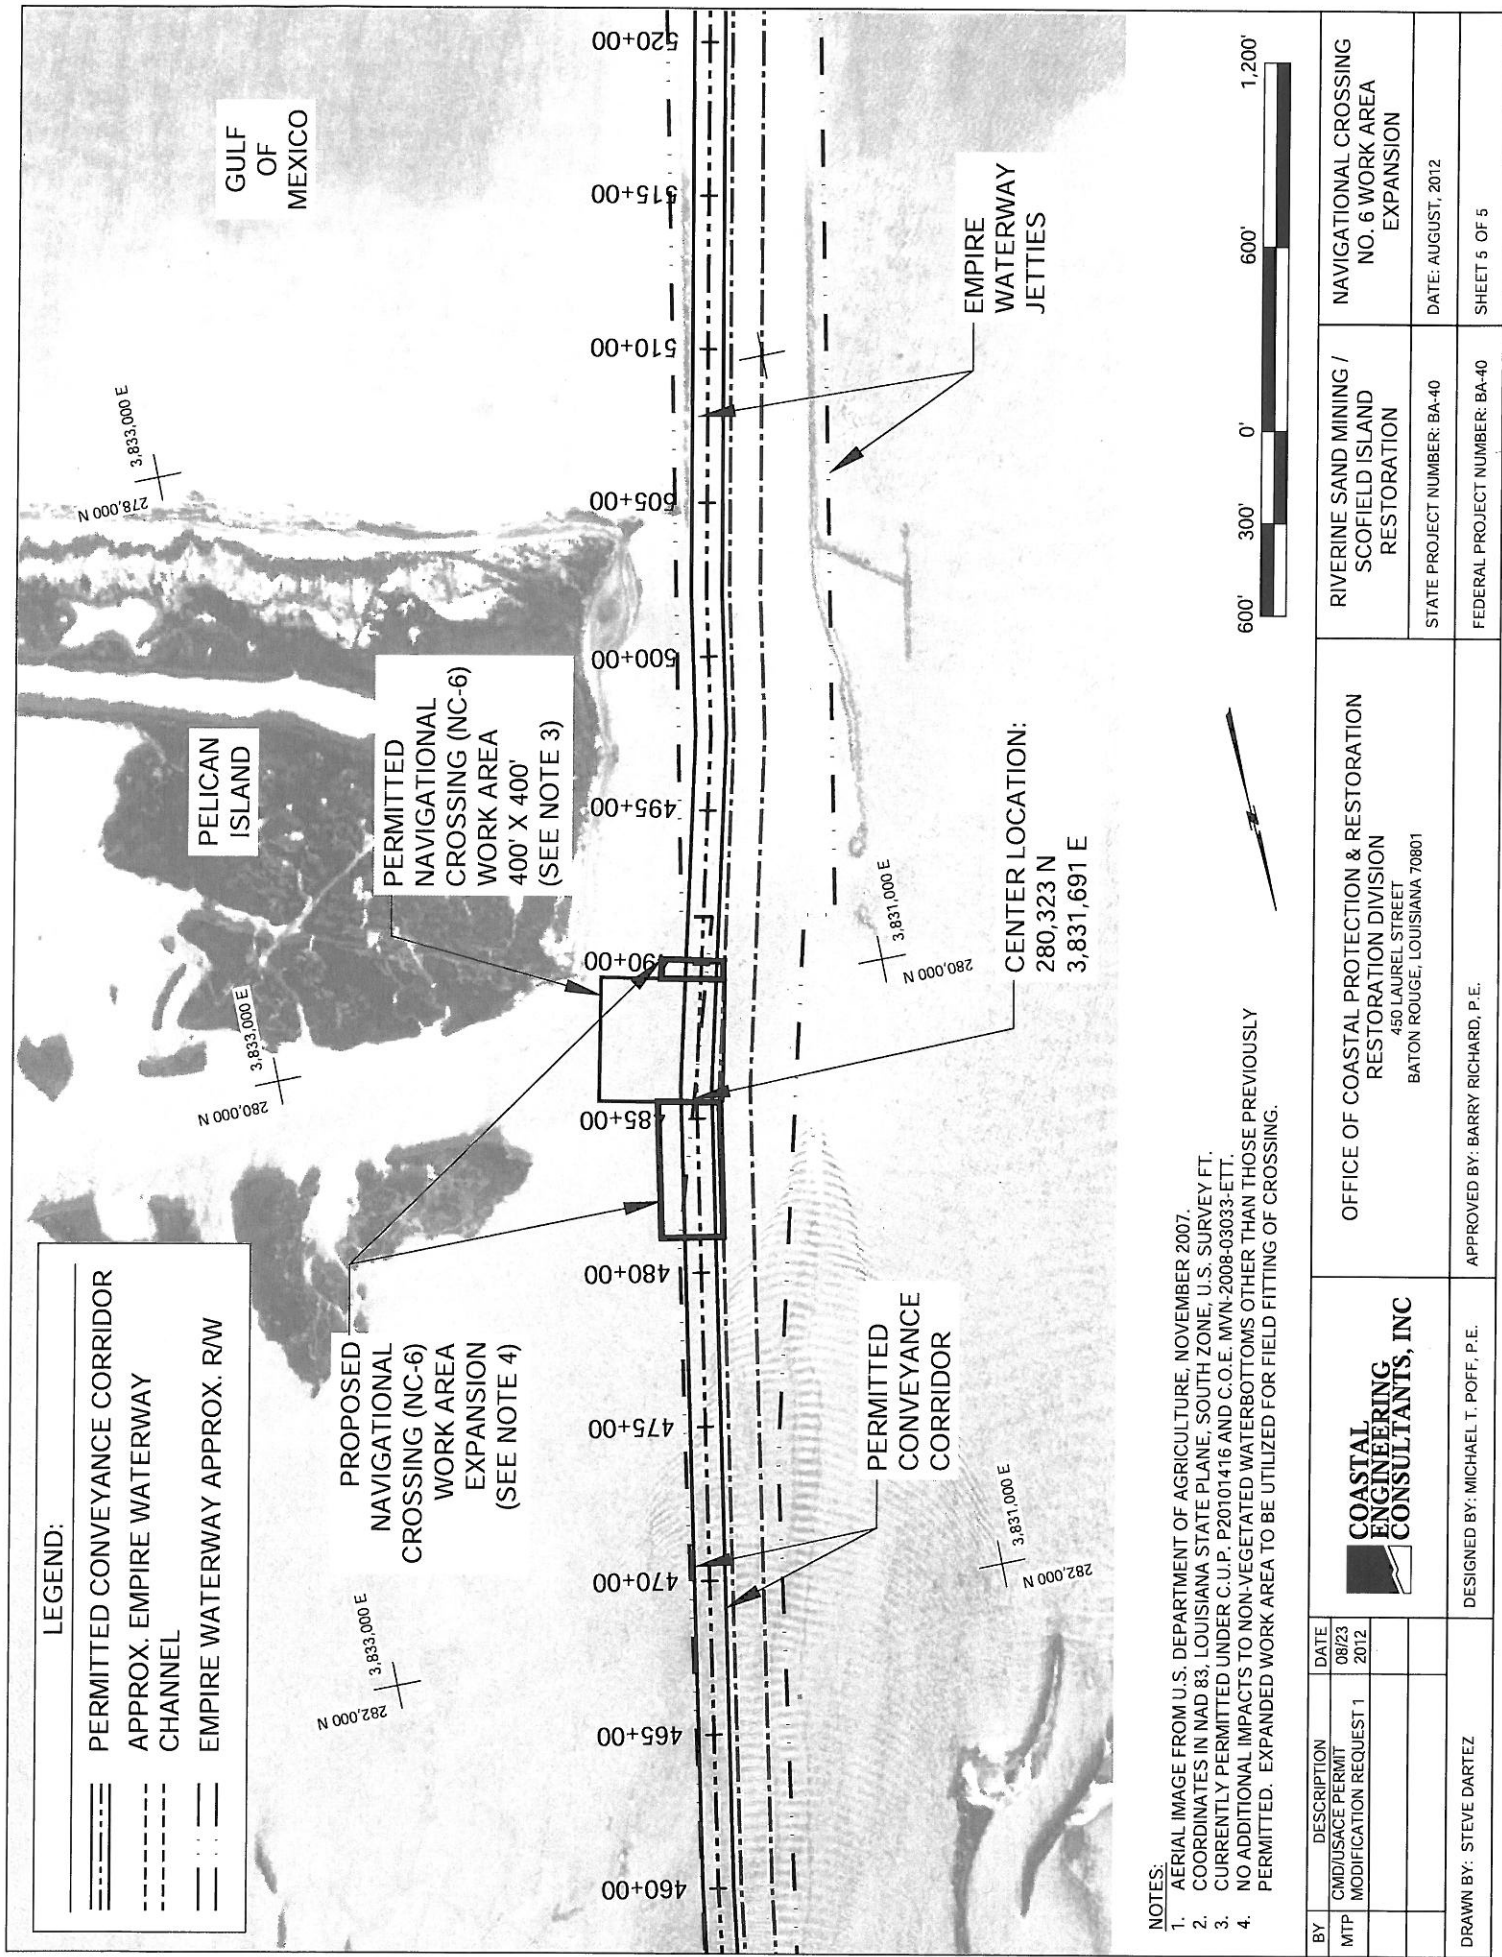 LEGEND:
PERMITTED CONVEYANCE CORRIDOR
APPROX. EMPIRE WATERWAY
CHANNEL
EMPIRE WATERWAY APPROX. R/W
GULF
OF
MEXICO
PELICAN
ISLAND
PERMITTED
NAVIGATIONAL
CROSSING (NC-6)
WORK AREA
400' X 400'
(SEE NOTE 3)
PROPOSED
NAVIGATIONAL
CROSSING (NC-6)
WORK AREA
EXPANSION
(SEE NOTE 4)
282,000 N
3,833,000 E
280,000 N
3,833,000 E
278,000 N
3,833,000 E
460+00
465+00
470+00
475+00
480+00
485+00
490+00
495+00
500+00
505+00
510+00
515+00
520+00
PERMITTED
CONVEYANCE
CORRIDOR
CENTER LOCATION:
280,323 N
3,831,691 E
EMPIRE
WATERWAY
JETTIES
282,000 N
3,831,000 E
280,000 N
3,831,000 E
600'
300'
0'
600'
1,200'
NOTES:
1. AERIAL IMAGE FROM U.S. DEPARTMENT OF AGRICULTURE, NOVEMBER 2007.
2. COORDINATES IN NAD 83, LOUISIANA STATE PLANE, SOUTH ZONE, U.S. SURVEY FT.
3. CURRENTLY PERMITTED UNDER C.U.P. P20101416 AND C.O.E. MVN-2008-03033-ETT.
4. NO ADDITIONAL IMPACTS TO NON-VEGETATED WATERBOTTOMS OTHER THAN THOSE PREVIOUSLY
PERMITTED. EXPANDED WORK AREA TO BE UTILIZED FOR FIELD FITTING OF CROSSING.
BY DESCRIPTION DATE
MTP CMD/USACE PERMIT MODIFICATION REQUEST 1 08/23 2012
DRAWN BY: STEVE DARTEZ
COASTAL
ENGINEERING
CONSULTANTS, INC
DESIGNED BY: MICHAEL T. POFF, P.E.
OFFICE OF COASTAL PROTECTION & RESTORATION
RESTORATION DIVISION
450 LAUREL STREET
BATON ROUGE, LOUISIANA 70801
APPROVED BY: BARRY RICHARD, P.E.
RIVERINE SAND MINING /
SCOFIELD ISLAND
RESTORATION
STATE PROJECT NUMBER: BA-40
FEDERAL PROJECT NUMBER: BA-40
NAVIGATIONAL CROSSING
NO. 6 WORK AREA
EXPANSION
DATE: AUGUST, 2012
SHEET 5 OF 5